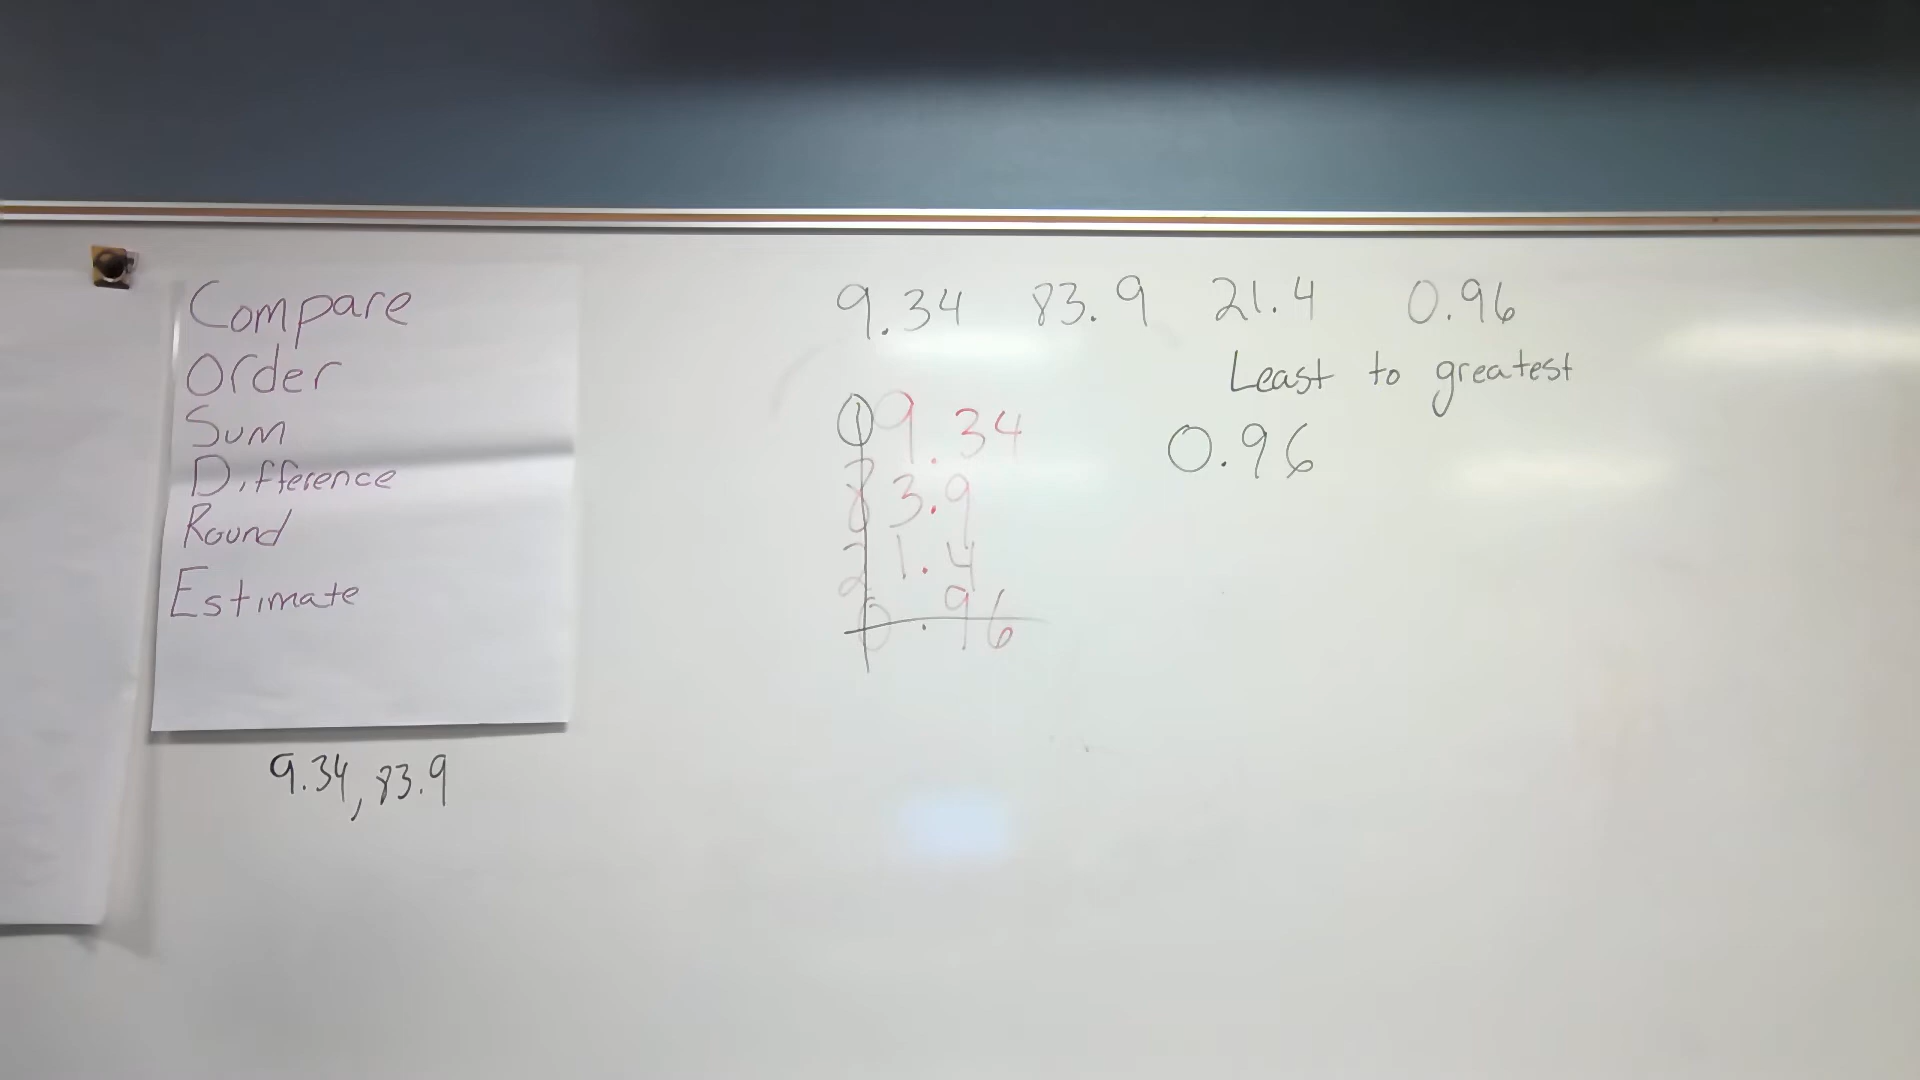 Compare
Order
Sum
Difference
Round
Estimate
9.34, 83.9
9.34 83.9 21.4 0.96
Least to greatest
0.96
9.34
83.9
21.4
0.96